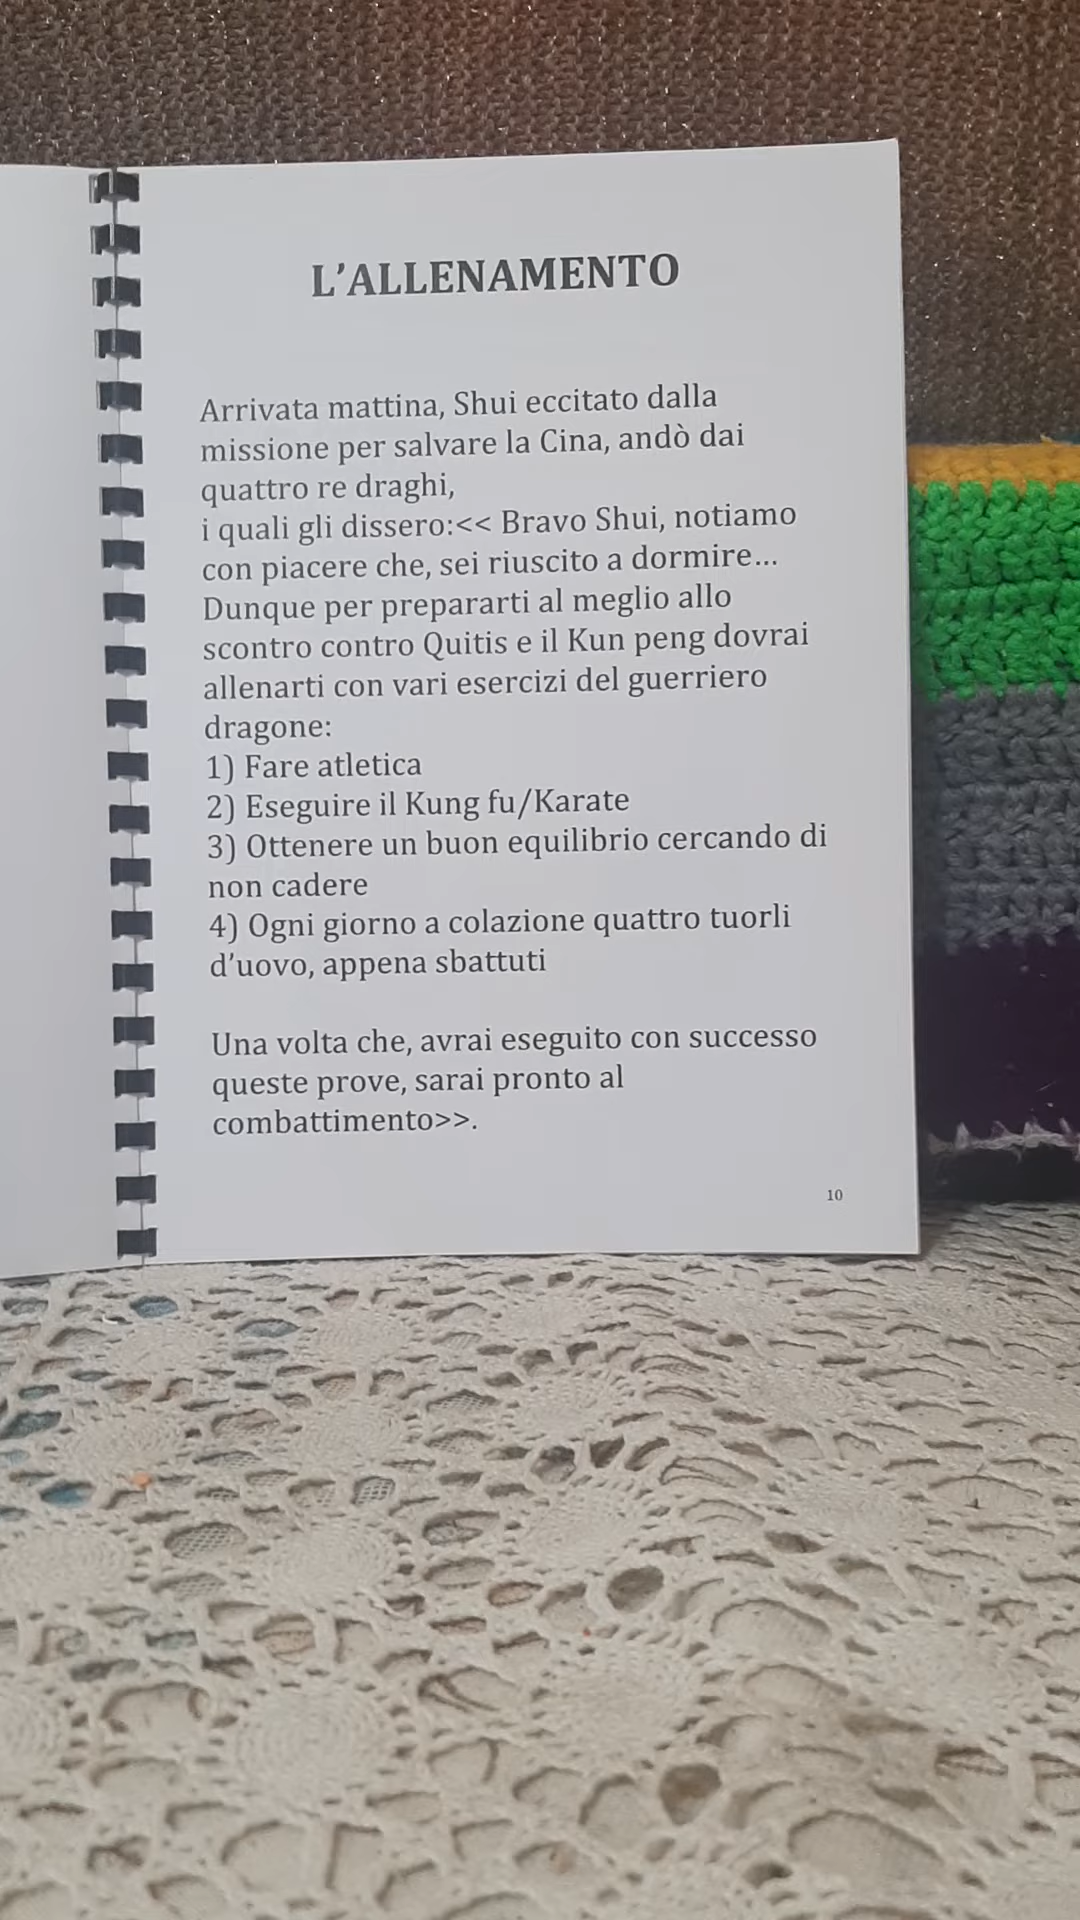 L'ALLENAMENTO
Arrivata mattina, Shui eccitato dalla
missione per salvare la Cina, andò dai
quattro re draghi,
i quali gli dissero:<< Bravo Shui, notiamo
con piacere che, sei riuscito a dormire...
Dunque per prepararti al meglio allo
scontro contro Quitis e il Kun peng dovrai
allenarti con vari esercizi del guerriero
dragone:
1) Fare atletica
2) Eseguire il Kung fu/Karate
3) Ottenere un buon equilibrio cercando di
non cadere
4) Ogni giorno a colazione quattro tuorli
d'uovo, appena sbattuti
Una volta che, avrai eseguito con successo
queste prove, sarai pronto al
combattimento>>.
10